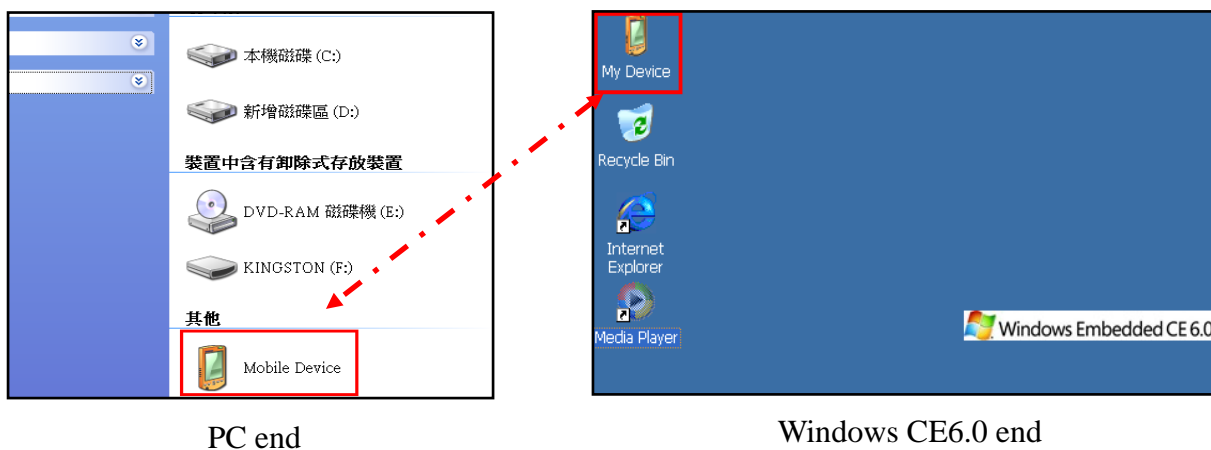 本機磁碟 (C:)
新增磁碟區 (D:)
裝置中含有卸除式存放裝置
DVD-RAM 磁碟機 (E:)
KINGSTON (F:)
其他
Mobile Device
PC end
My Device
Recycle Bin
Internet
Explorer
Media Player
Windows Embedded CE 6.0
Windows CE6.0 end